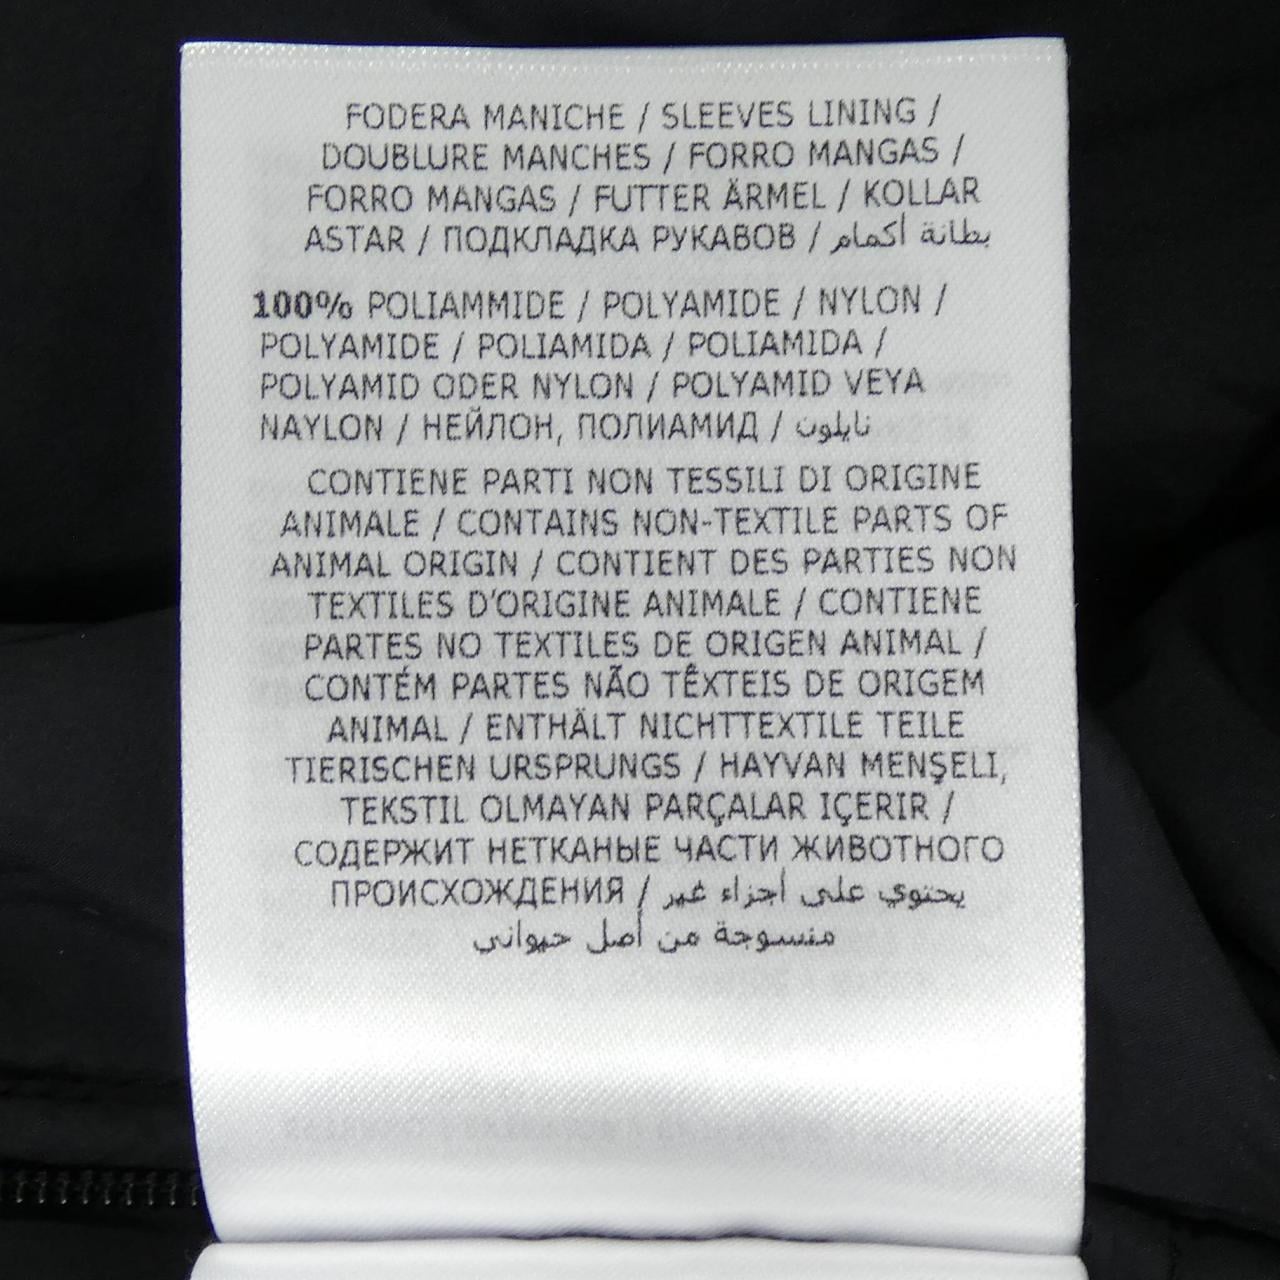 FODERA MANICHE / SLEEVES LINING /
DOUBLURE MANCHES / FORRO MANGAS /
FORRO MANGAS / FUTTER ÄRMEL / KOLLAR
ASTAR / ПОДКЛАДКА РУКАВОВ / بطانة أكمام
100% POLIAMMIDE / POLYAMIDE / NYLON /
POLYAMIDE / POLIAMIDA / POLIAMIDA /
POLYAMID ODER NYLON / POLYAMID VEYA
NAYLON / НЕЙЛОН, ПОЛИАМИД / نايلون
CONTIENE PARTI NON TESSILI DI ORIGINE
ANIMALE / CONTAINS NON-TEXTILE PARTS OF
ANIMAL ORIGIN / CONTIENT DES PARTIES NON
TEXTILES D'ORIGINE ANIMALE / CONTIENE
PARTES NO TEXTILES DE ORIGEN ANIMAL /
CONTÉM PARTES NÃO TÊXTEIS DE ORIGEM
ANIMAL / ENTHÄLT NICHTTEXTILE TEILE
TIERISCHEN URSPRUNGS / HAYVAN MENŞELI,
TEKSTIL OLMAYAN PARÇALAR IÇERIR /
СОДЕРЖИТ НЕТКАНЫЕ ЧАСТИ ЖИВОТНОГО
ПРОИСХОЖДЕНИЯ / يحتوي على أجزاء غير
منسوجة من أصل حيواني